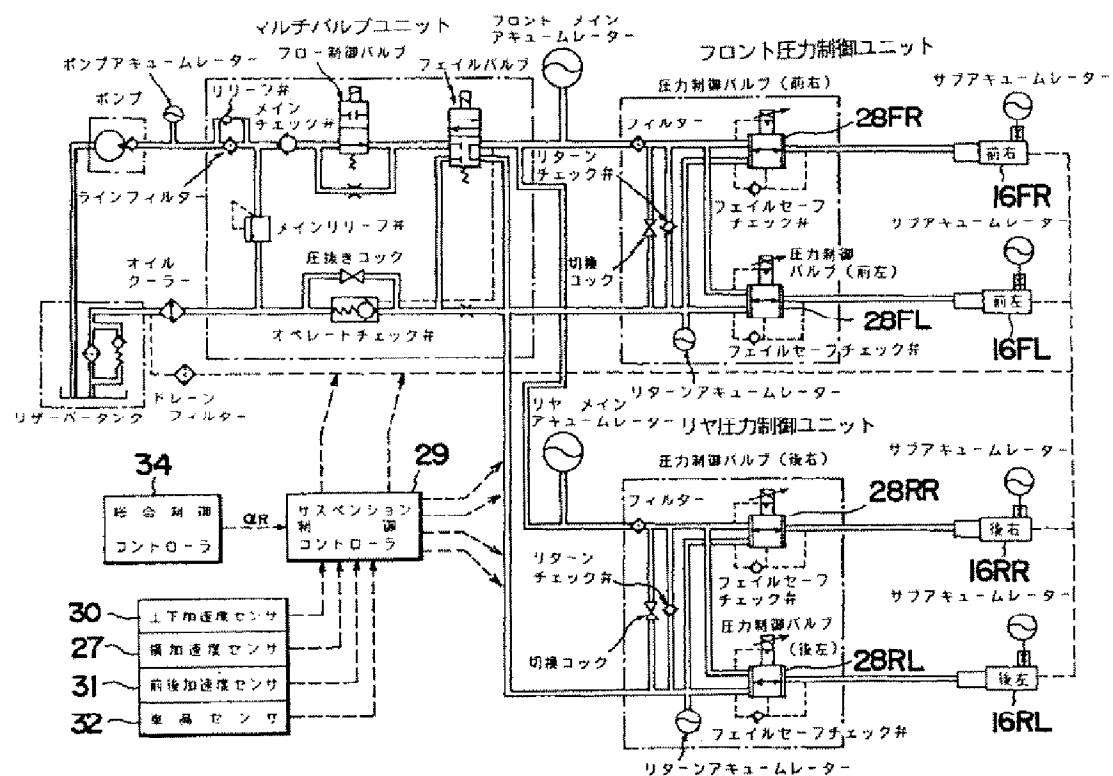 マルチバルブユニット
フロー制御バルブ
フェイルバルブ
ポンプアキュームレーター
ポンプ
リリーフ弁
メイン
チェック弁
ラインフィルター
メインリリーフ弁
圧抜きコック
オペレートチェック弁
オイル
クーラー
リザーバータンク
ドレーン
フィルター
フロント メイン
アキュームレーター
フロント圧力制御ユニット
圧力制御バルブ(前右)
フィルター
リターン
チェック弁
切換
コック
28FR
フェイルセーフ
チェック弁
圧力制御
バルブ(前左)
28FL
フェイルセーフチェック弁
リターンアキュームレーター
サブアキュームレーター
前右
16FR
サブアキュームレーター
前左
16FL
リヤ メイン
アキュームレーター
リヤ圧力制御ユニット
圧力制御バルブ(後右)
フィルター
リターン
チェック弁
切換コック
28RR
フェイルセーフ
チェック弁
圧力制御バルブ
(後左)
28RL
フェイルセーフチェック弁
リターンアキュームレーター
サブアキュームレーター
後右
16RR
サブアキュームレーター
後左
16RL
34
総合制御
コントローラ
αR
29
サスペンション
制御
コントローラ
30
上下加速度センサ
27
横加速度センサ
31
前後加速度センサ
32
車高センサ